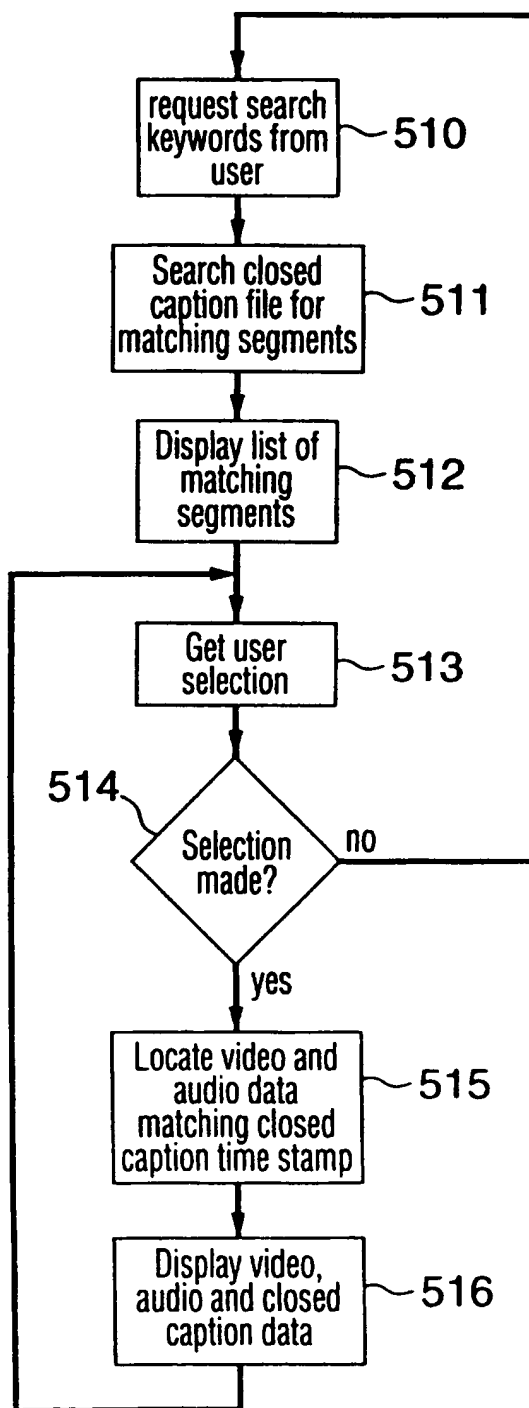 request search
keywords from
user
510
Search closed
caption file for
matching segments
511
Display list of
matching
segments
512
Get user
selection
513
514
Selection
made?
no
yes
Locate video and
audio data
matching closed
caption time stamp
515
Display video,
audio and closed
caption data
516